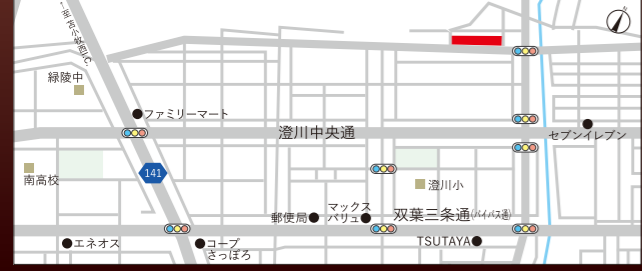 ↑至 苫小牧西I.C.
N
緑陵中
ファミリーマート
澄川中央通
セブンイレブン
南高校
141
澄川小
マックス
バリュ
郵便局
双葉三条通(バイパス通)
エネオス
コープ
さっぽろ
TSUTAYA